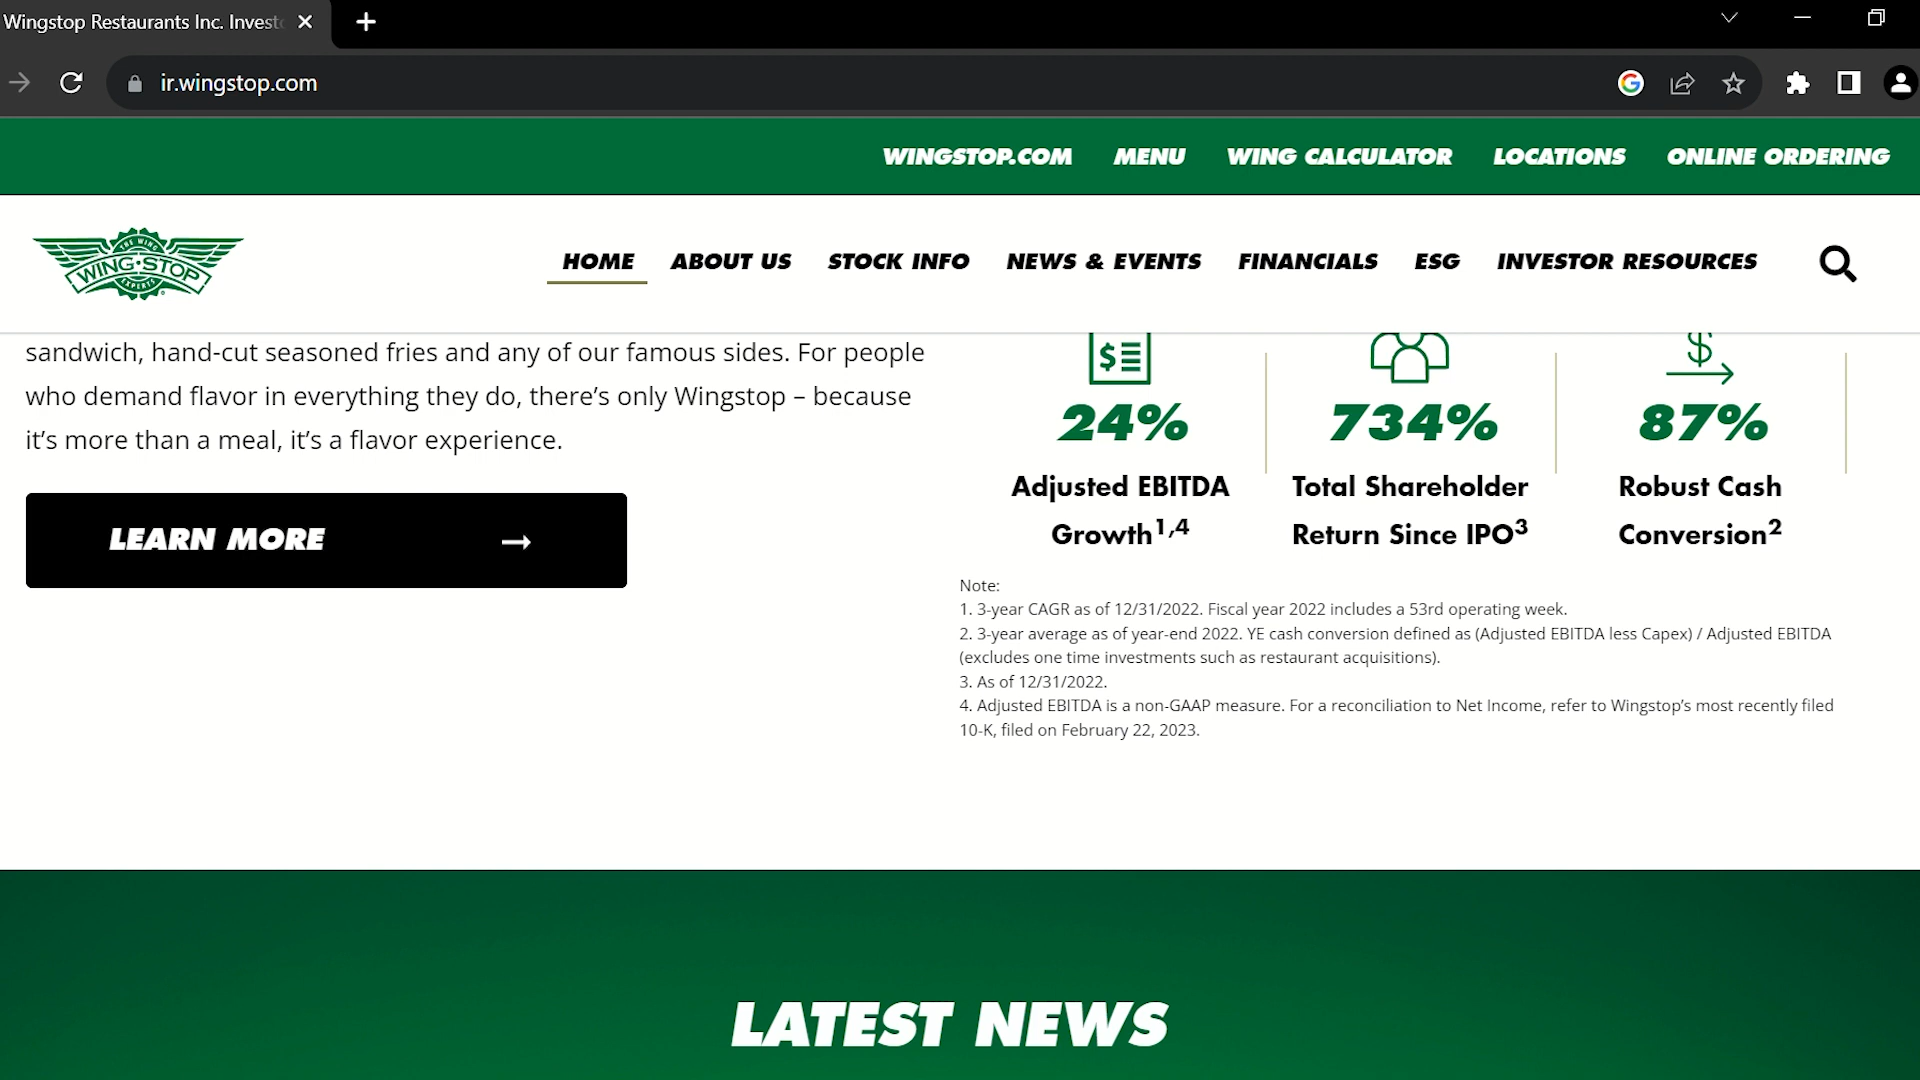 Wingstop Restaurants Inc. Invest
ir.wingstop.com
WINGSTOP.COM MENU WING CALCULATOR LOCATIONS ONLINE ORDERING
THE WING
WING STOP
EXPERTS
HOME ABOUT US STOCK INFO NEWS & EVENTS FINANCIALS ESG INVESTOR RESOURCES
sandwich, hand-cut seasoned fries and any of our famous sides. For people
who demand flavor in everything they do, there’s only Wingstop – because
it’s more than a meal, it’s a flavor experience.
LEARN MORE →
24%
Adjusted EBITDA
Growth1,4
734%
Total Shareholder
Return Since IPO3
87%
Robust Cash
Conversion2
Note:
1. 3-year CAGR as of 12/31/2022. Fiscal year 2022 includes a 53rd operating week.
2. 3-year average as of year-end 2022. YE cash conversion defined as (Adjusted EBITDA less Capex) / Adjusted EBITDA
(excludes one time investments such as restaurant acquisitions).
3. As of 12/31/2022.
4. Adjusted EBITDA is a non-GAAP measure. For a reconciliation to Net Income, refer to Wingstop’s most recently filed
10-K, filed on February 22, 2023.
LATEST NEWS